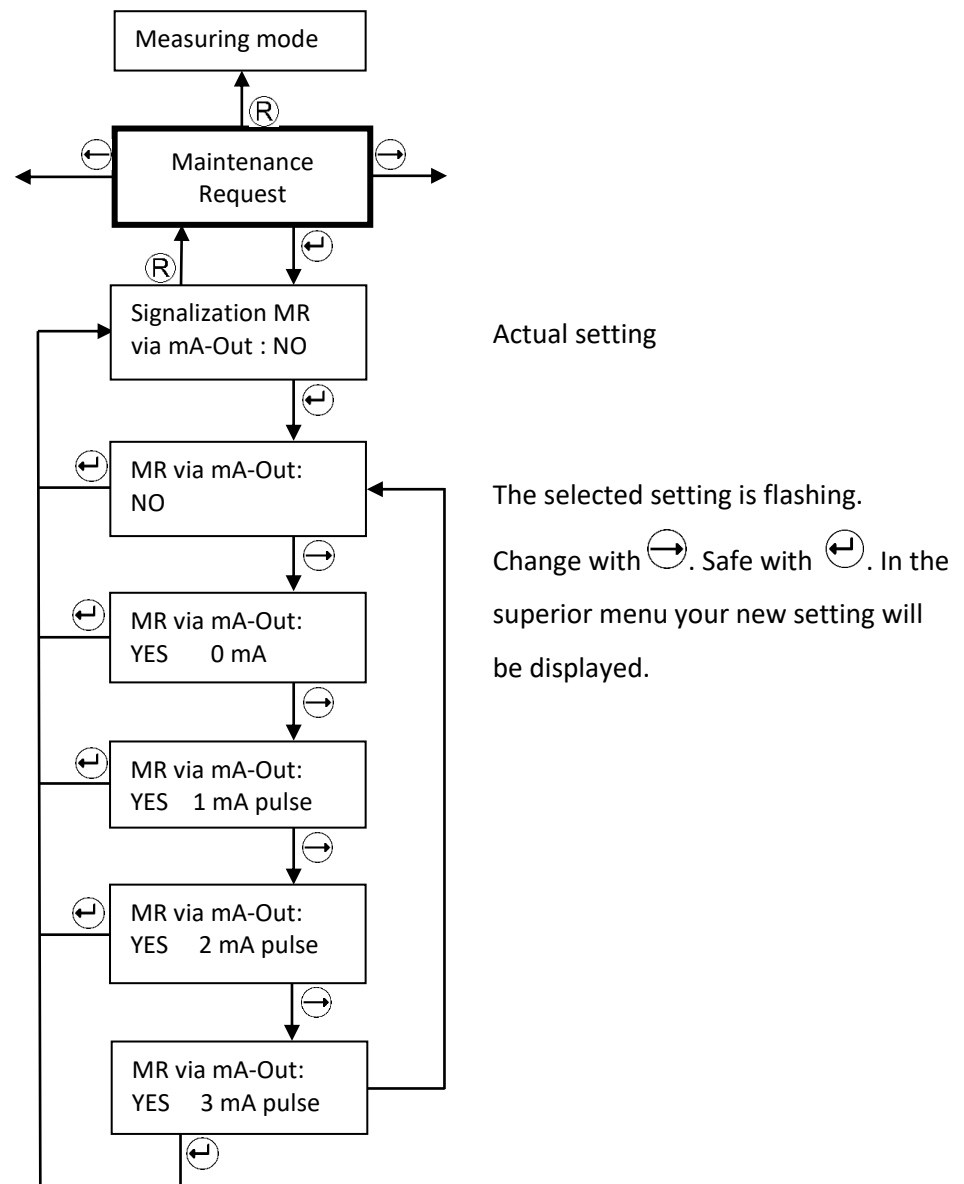 Measuring mode
R
Maintenance
Request
R
Signalization MR
via mA-Out : NO
Actual setting
MR via mA-Out:
NO
The selected setting is flashing.
Change with →. Safe with ↵. In the
superior menu your new setting will
be displayed.
MR via mA-Out:
YES 0 mA
MR via mA-Out:
YES 1 mA pulse
MR via mA-Out:
YES 2 mA pulse
MR via mA-Out:
YES 3 mA pulse